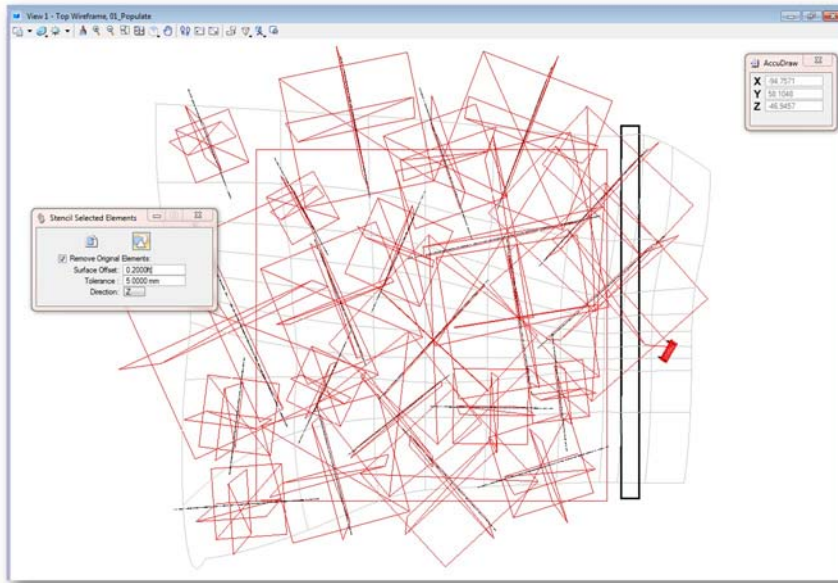 View 1 - Top Wireframe, 01_Populate
AccuDraw
X -94.7571
Y 58.1048
Z -46.9457
Stencil Selected Elements
Remove Original Elements:
Surface Offset: 0.2000ft
Tolerance : 5.0000 mm
Direction: Z...